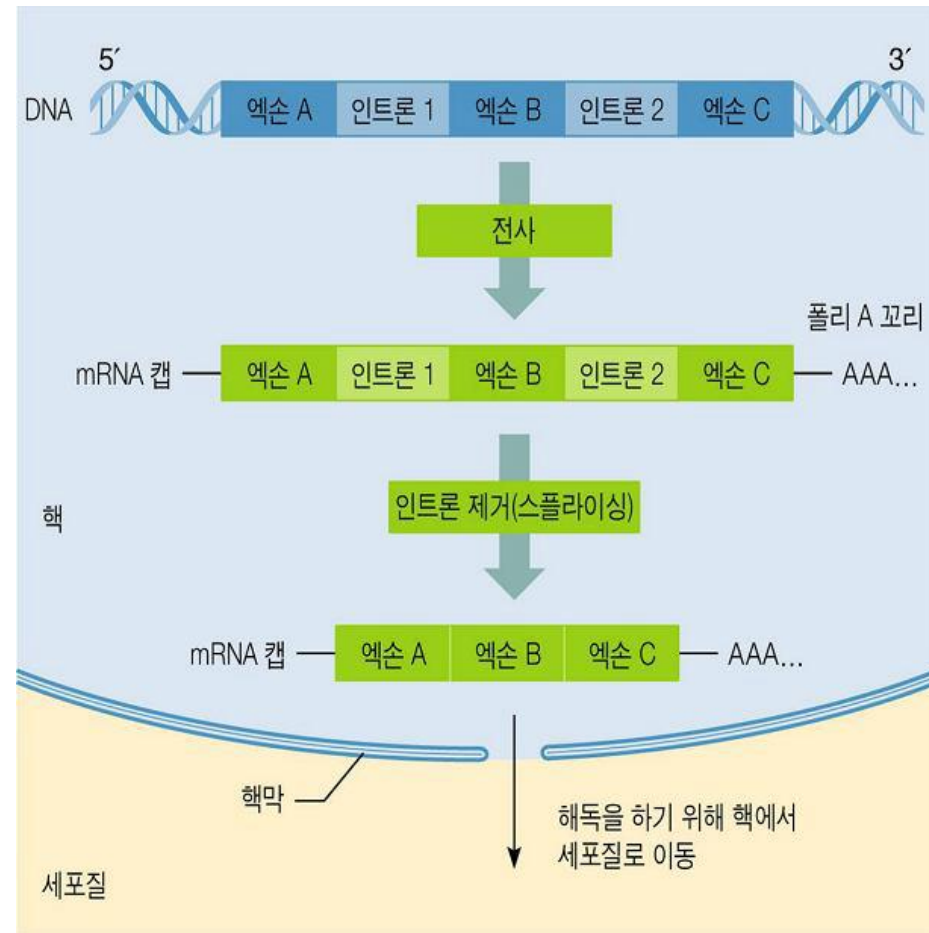 5′ 3′
DNA 엑손 A 인트론 1 엑손 B 인트론 2 엑손 C
전사
폴리 A 꼬리
mRNA 캡 엑손 A 인트론 1 엑손 B 인트론 2 엑손 C AAA...
인트론 제거(스플라이싱)
핵
mRNA 캡 엑손 A 엑손 B 엑손 C AAA...
핵막
해독을 하기 위해 핵에서
세포질로 이동
세포질